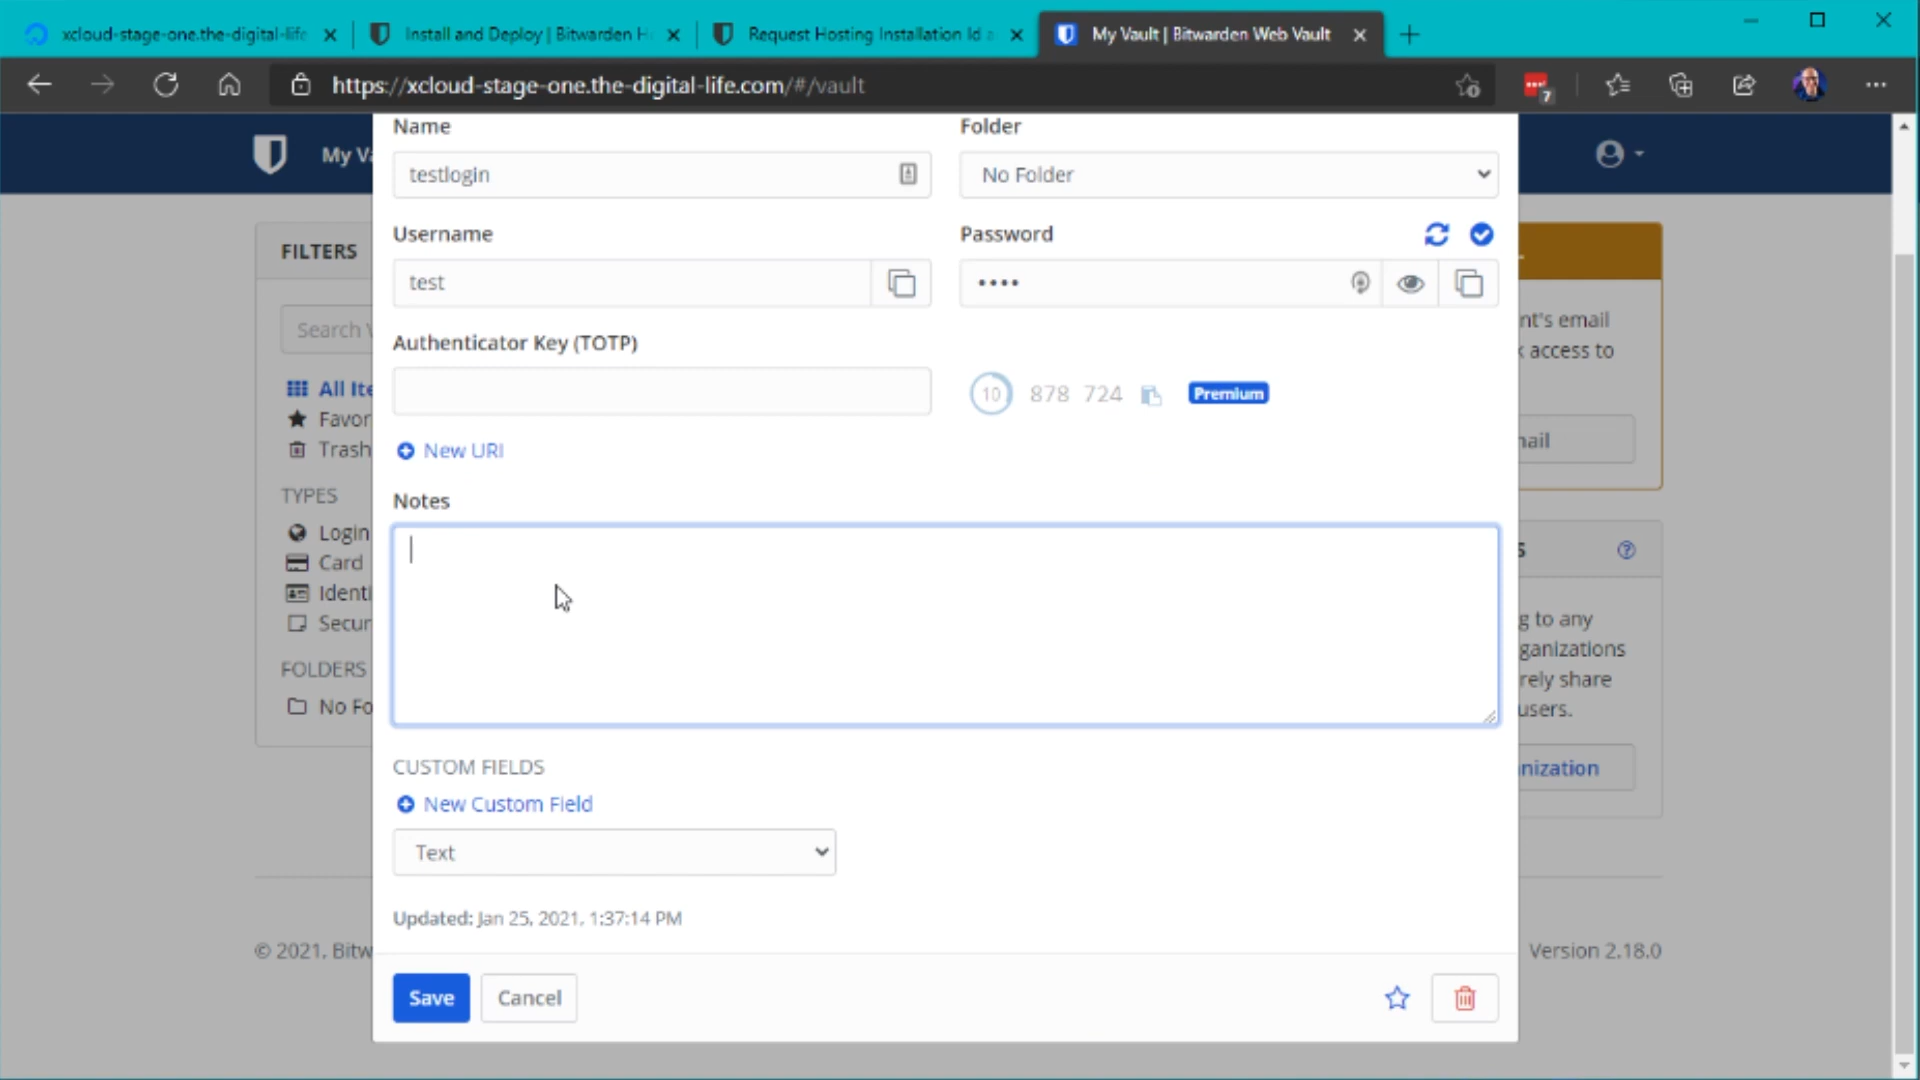 xcloud-stage-one.the-digital-life
Install and Deploy | Bitwarden H
Request Hosting Installation Id a
My Vault | Bitwarden Web Vault
https://xcloud-stage-one.the-digital-life.com/#/vault
7
My Va
Name
testlogin
Folder
No Folder
Username
test
Password
••••
Authenticator Key (TOTP)
10
878 724
Premium
New URI
Notes
CUSTOM FIELDS
New Custom Field
Text
Updated: Jan 25, 2021, 1:37:14 PM
Save
Cancel
FILTERS
Search V
All Ite
Favor
Trash
TYPES
Login
Card
Identi
Secur
FOLDERS
No Fo
nt's email
access to
nail
S
g to any
ganizations
rely share
users.
nization
© 2021, Bitw
Version 2.18.0